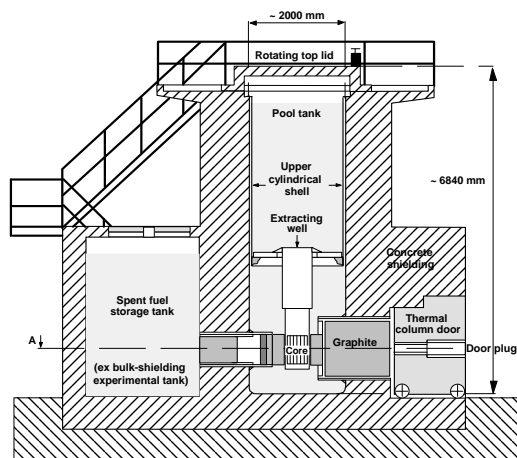 ~ 2000 mm
Rotating top lid
Pool tank
Upper
cylindrical
shell
~ 6840 mm
Extracting
well
Concrete
shielding
Spent fuel
storage tank
Thermal
column door
A
Core
Graphite
Door plug
(ex bulk-shielding
experimental tank)